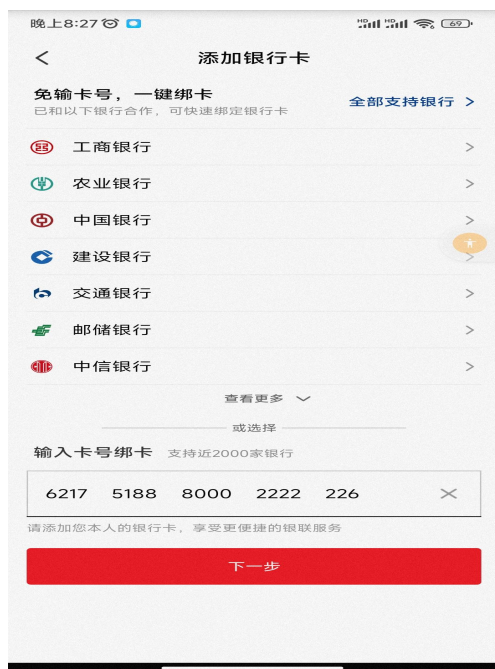 晚上8:27
69
添加银行卡
免输卡号，一键绑卡
已和以下银行合作，可快速绑定银行卡
全部支持银行 >
工商银行
农业银行
中国银行
建设银行
交通银行
邮储银行
中信银行
查看更多
或选择
输入卡号绑卡 支持近2000家银行
6217 5188 8000 2222 226
请添加您本人的银行卡，享受更便捷的银联服务
下一步